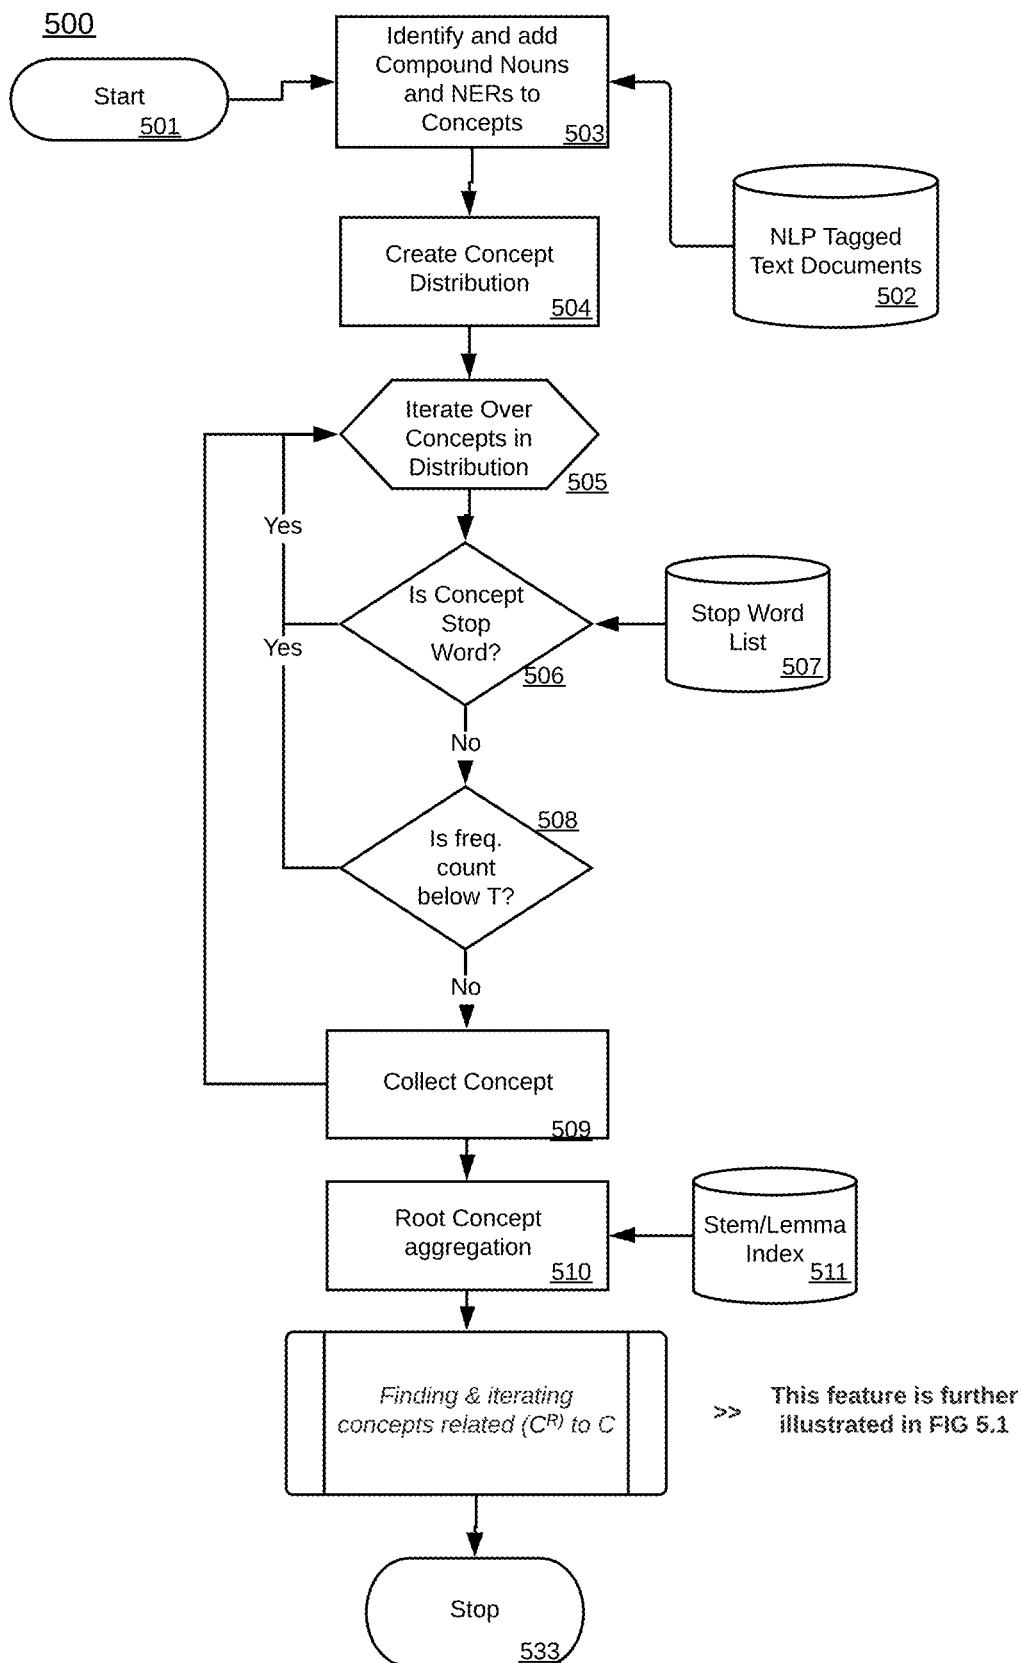 500
Start
501
Identify and add
Compound Nouns
and NERs to
Concepts
503
NLP Tagged
Text Documents
502
Create Concept
Distribution
504
Iterate Over
Concepts in
Distribution
505
Yes
Is Concept
Stop
Word?
506
Stop Word
List
507
Yes
No
508
Is freq.
count
below T?
No
Collect Concept
509
Root Concept
aggregation
510
Stem/Lemma
Index
511
Finding & iterating
concepts related (C^R) to C
>>
This feature is further
illustrated in FIG 5.1
Stop
533